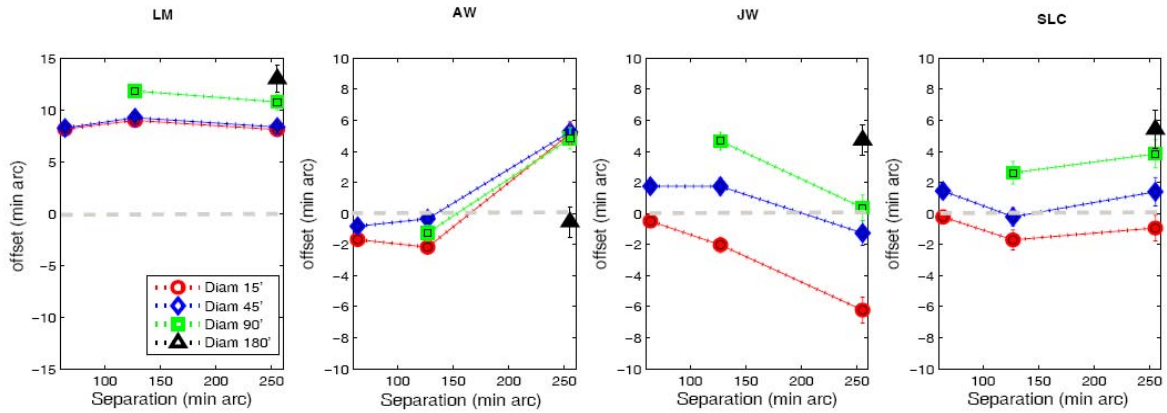 LM
AW
JW
SLC
15
10
5
0
−5
−10
−15
offset (min arc)
Diam 15'
Diam 45'
Diam 90'
Diam 180'
100 150 200 250
Separation (min arc)
10
8
6
4
2
0
−2
−4
−6
−8
−10
offset (min arc)
100 150 200 250
Separation (min arc)
10
8
6
4
2
0
−2
−4
−6
−8
−10
offset (min arc)
100 150 200 250
Separation (min arc)
10
8
6
4
2
0
−2
−4
−6
−8
−10
offset (min arc)
100 150 200 250
Separation (min arc)